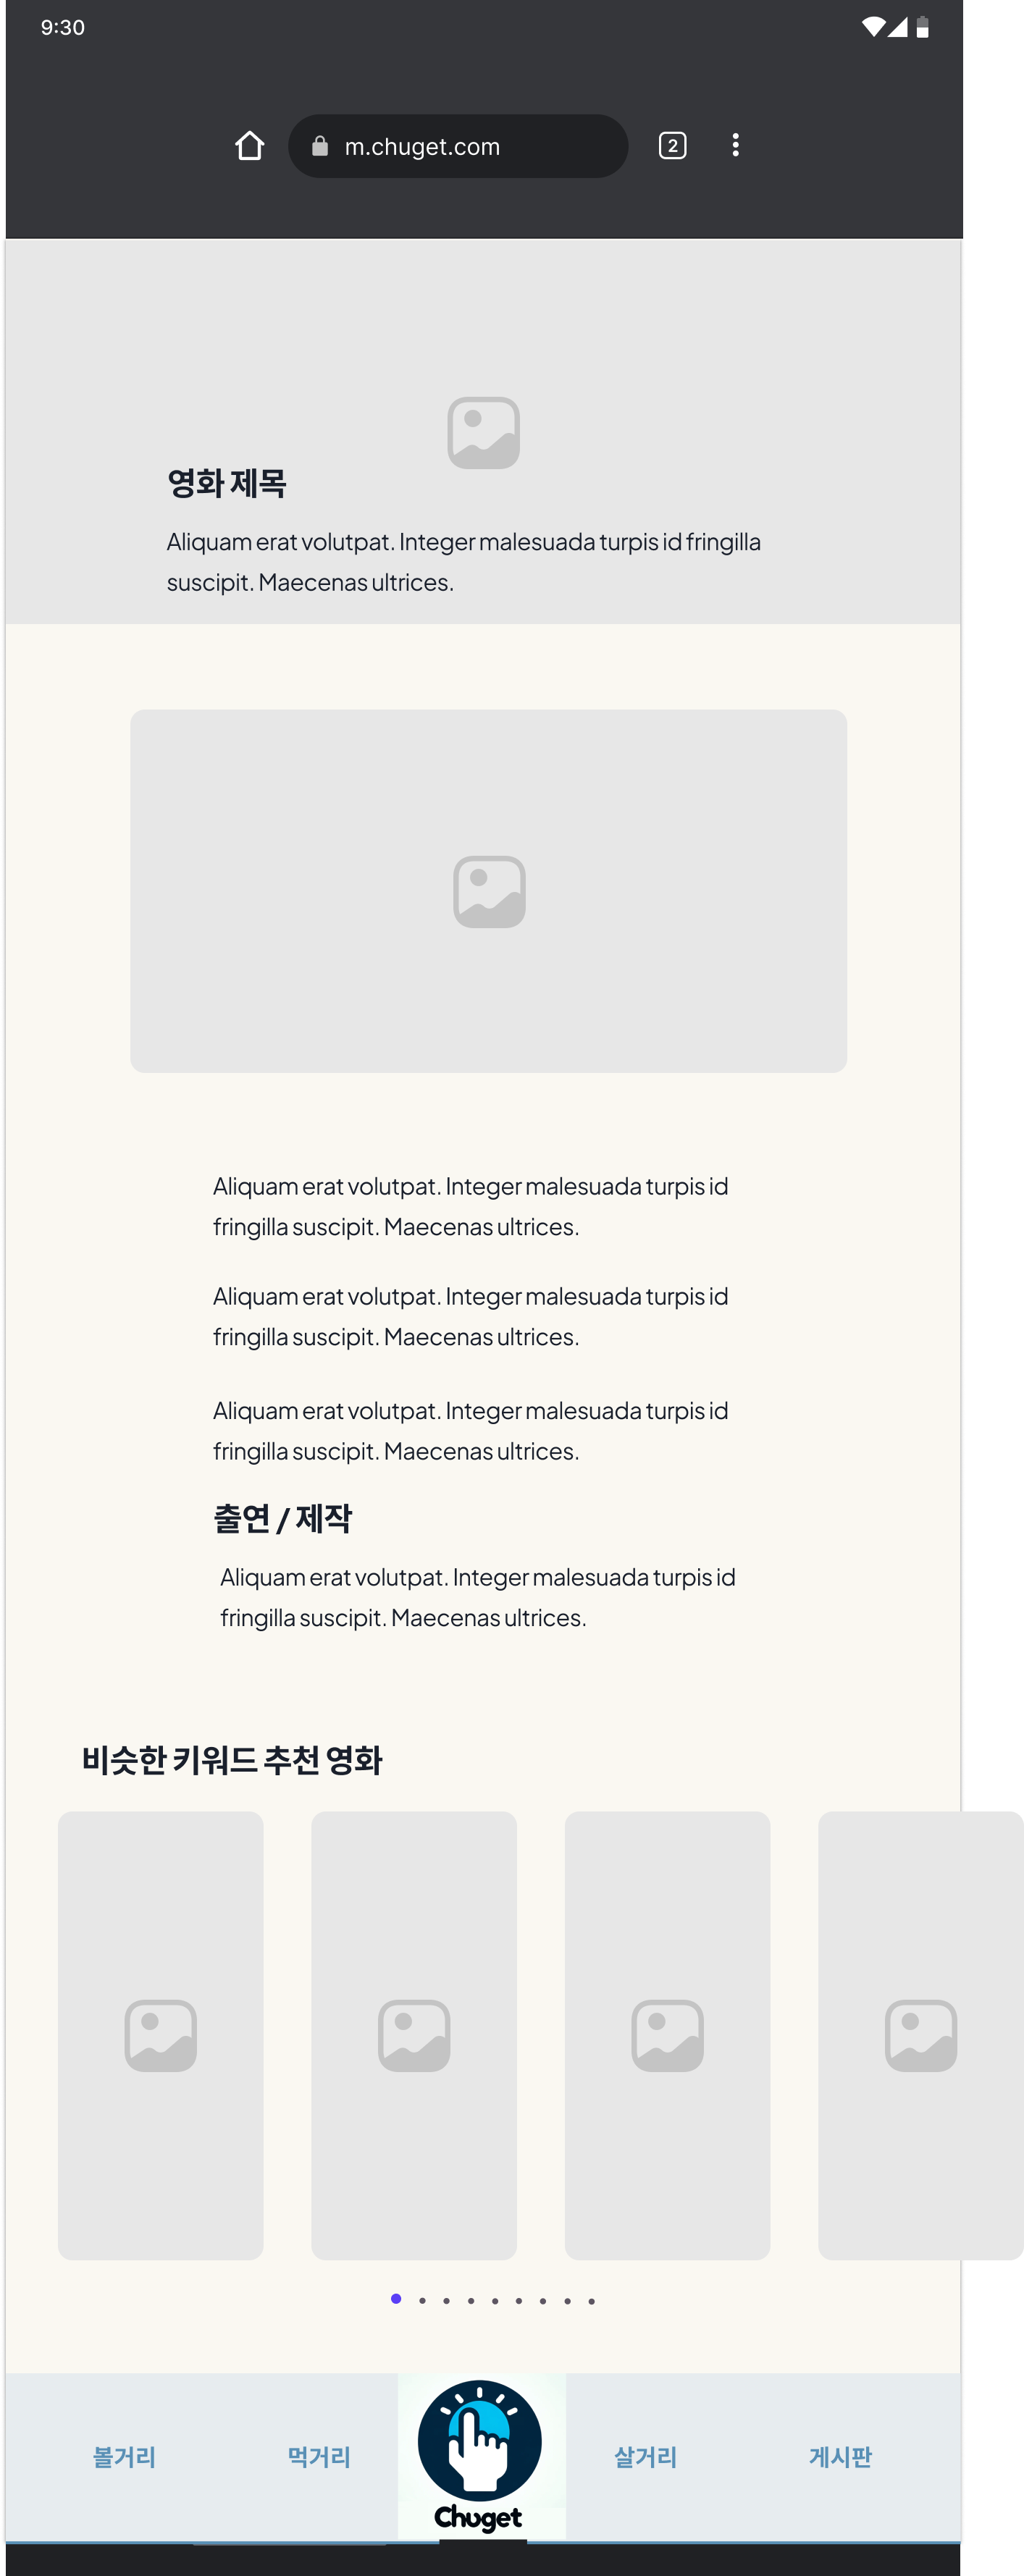 9:30
m.chuget.com
2
영화 제목
Aliquam erat volutpat. Integer malesuada turpis id fringilla
suscipit. Maecenas ultrices.
Aliquam erat volutpat. Integer malesuada turpis id
fringilla suscipit. Maecenas ultrices.
Aliquam erat volutpat. Integer malesuada turpis id
fringilla suscipit. Maecenas ultrices.
Aliquam erat volutpat. Integer malesuada turpis id
fringilla suscipit. Maecenas ultrices.
출연 / 제작
Aliquam erat volutpat. Integer malesuada turpis id
fringilla suscipit. Maecenas ultrices.
비슷한 키워드 추천 영화
볼거리
먹거리
Chuget
살거리
게시판